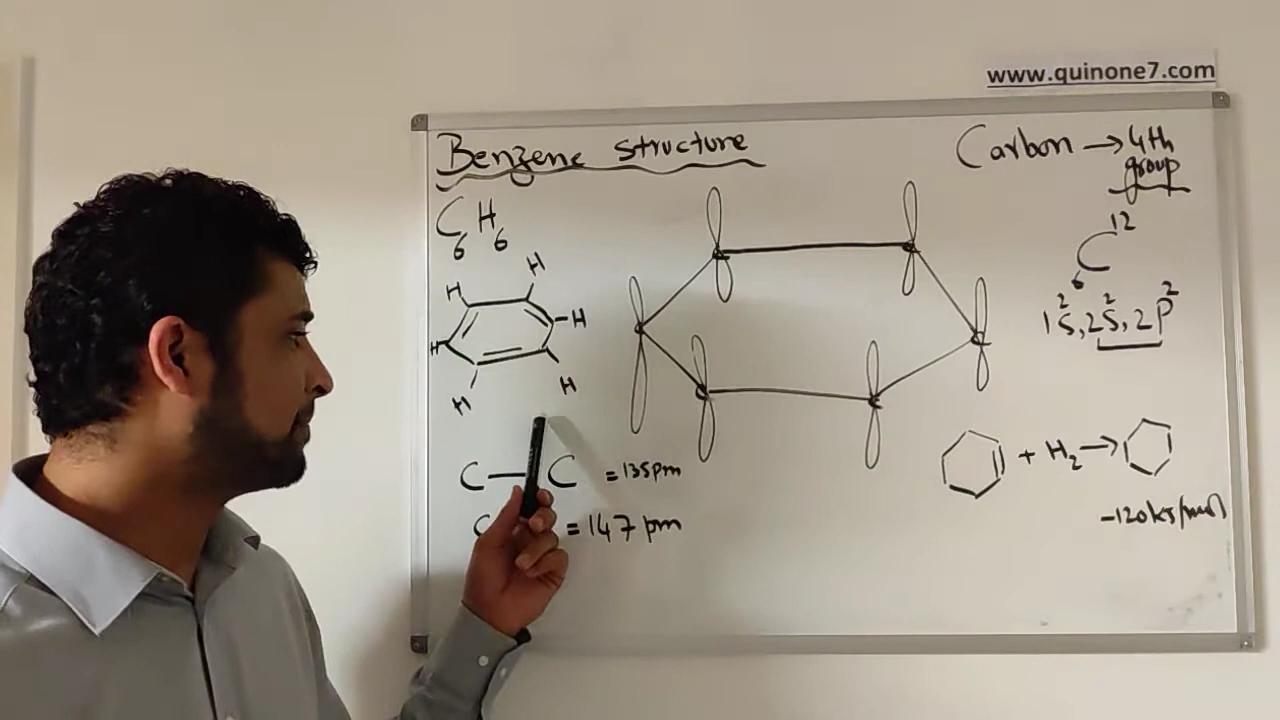 www.quinone7.com
Benzene structure
C6H6
H
H
H
H
H
H
C—C = 135pm
C = 147 pm
Carbon → 4th
group
12
C
6
1s2, 2s2, 2p2
+ H2 →
-120kJ/mol